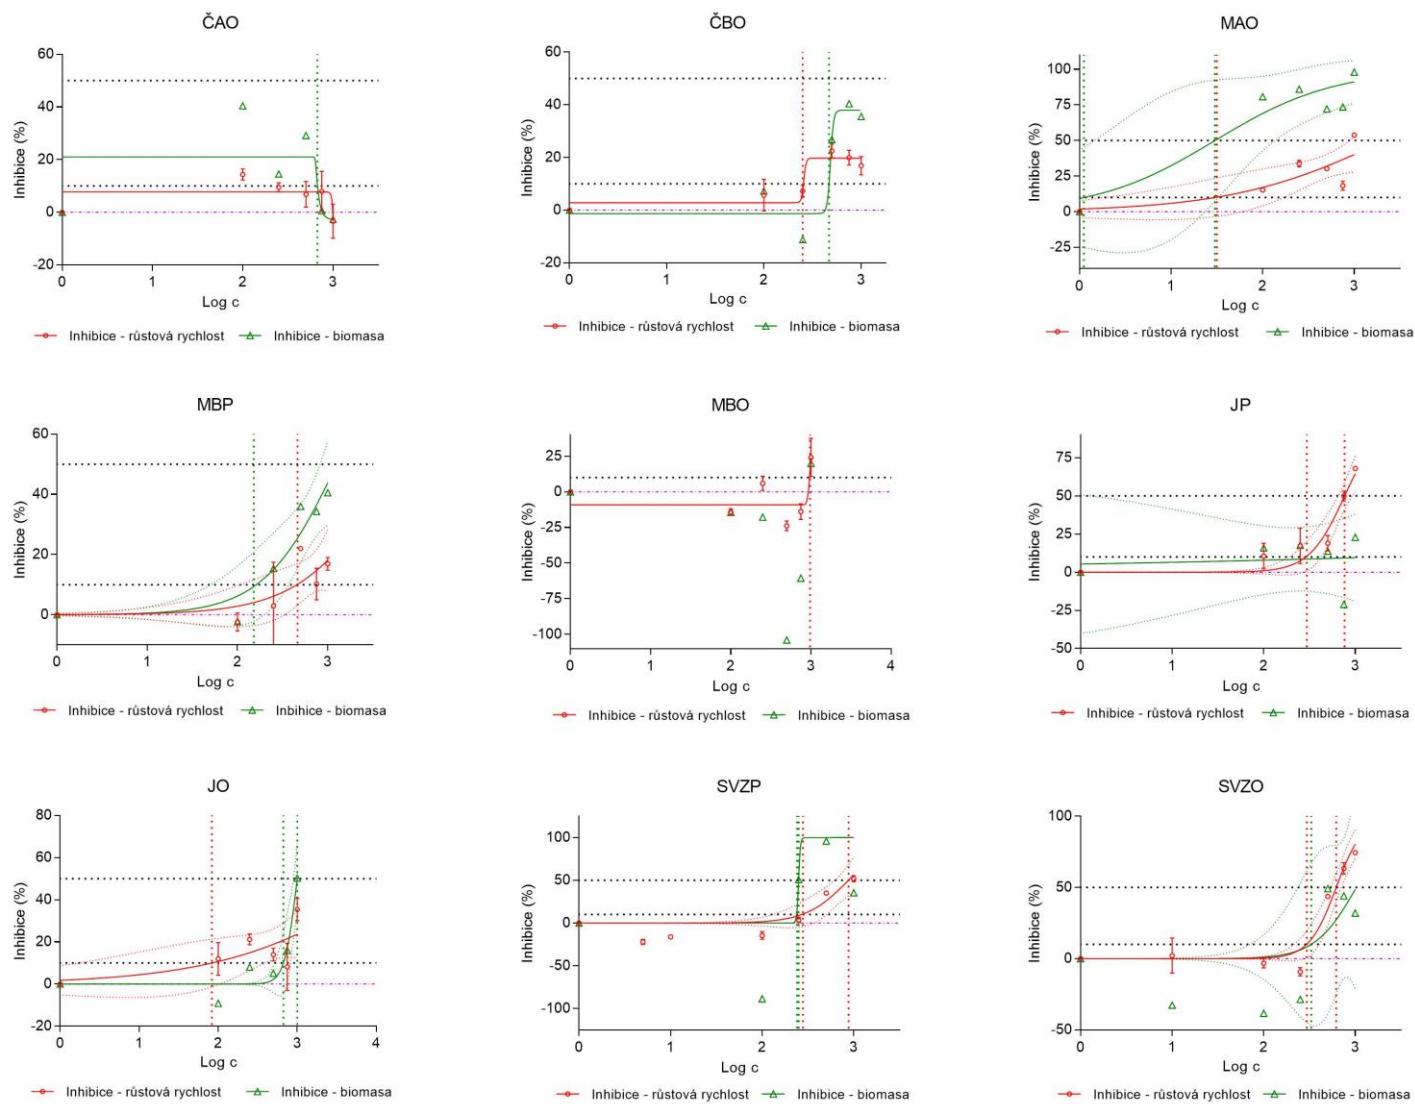 ČAO
60
40
20
0
-20
0 1 2 3
Inhibice (%)
Log c
Inhibice - růstová rychlost Inhibice - biomasa
ČBO
60
40
20
0
-20
0 1 2 3
Inhibice (%)
Log c
Inhibice - růstová rychlost Inhibice - biomasa
MAO
100
75
50
25
0
-25
0 1 2 3
Inhibice (%)
Log c
Inhibice - růstová rychlost Inhibice - biomasa
MBP
60
40
20
0
0 1 2 3
Inhibice (%)
Log c
Inhibice - růstová rychlost Inbihice - biomasa
MBO
25
0
-25
-50
-75
-100
0 1 2 3 4
Inhibice (%)
Log c
Inhibice - růstová rychlost Inhibice - biomasa
JP
75
50
25
0
-25
-50
0 1 2 3
Inhibice (%)
Log c
Inhibice - růstová rychlost Inhibice - biomasa
JO
80
60
40
20
0
-20
0 1 2 3 4
Inhibice (%)
Log c
Inhibice - růstová rychlost Inhibice - biomasa
SVZP
100
50
0
-50
-100
0 1 2 3
Inhibice (%)
Log c
Inhibice - růstová rychlost Inhibice - biomasa
SVZO
100
50
0
-50
0 1 2 3
Inhibice (%)
Log c
Inhibice - růstová rychlost Inhibice - biomasa